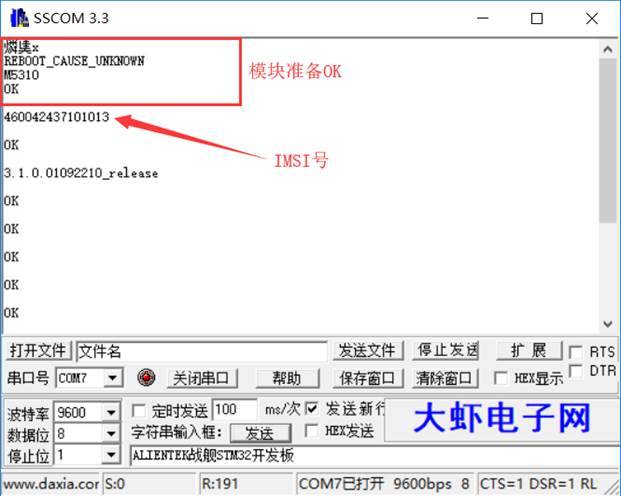 SSCOM 3.3
REBOOT_CAUSE_UNKNOWN
M5310
OK
模块准备OK
460042437101013
IMSI号
OK
3.1.0.01092210_release
OK
OK
OK
OK
OK
打开文件 文件名 发送文件 停止发送 扩 展 RTS
串口号 COM7 关闭串口 帮助 保存窗口 清除窗口 HEX显示 DTR
波特率 9600 定时发送 100 ms/次 发送新行
数据位 8 字符串输入框: 发送 HEX发送
大虾电子网
停止位 1 ALIENTEK战舰STM32开发板
www.daxia.com S:0 R:191 COM7已打开 9600bps 8 CTS=1 DSR=1 RL